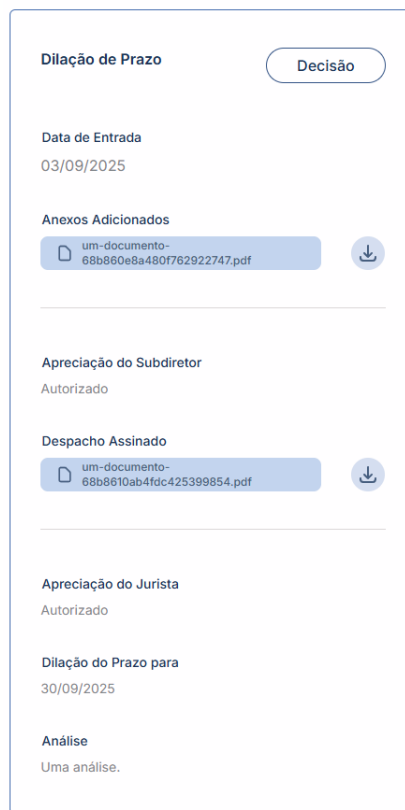 Dilação de Prazo
Decisão
Data de Entrada
03/09/2025
Anexos Adicionados
um-documento-
68b860e8a480f762922747.pdf
Apreciação do Subdiretor
Autorizado
Despacho Assinado
um-documento-
68b8610ab4fdc425399854.pdf
Apreciação do Jurista
Autorizado
Dilação do Prazo para
30/09/2025
Análise
Uma análise.